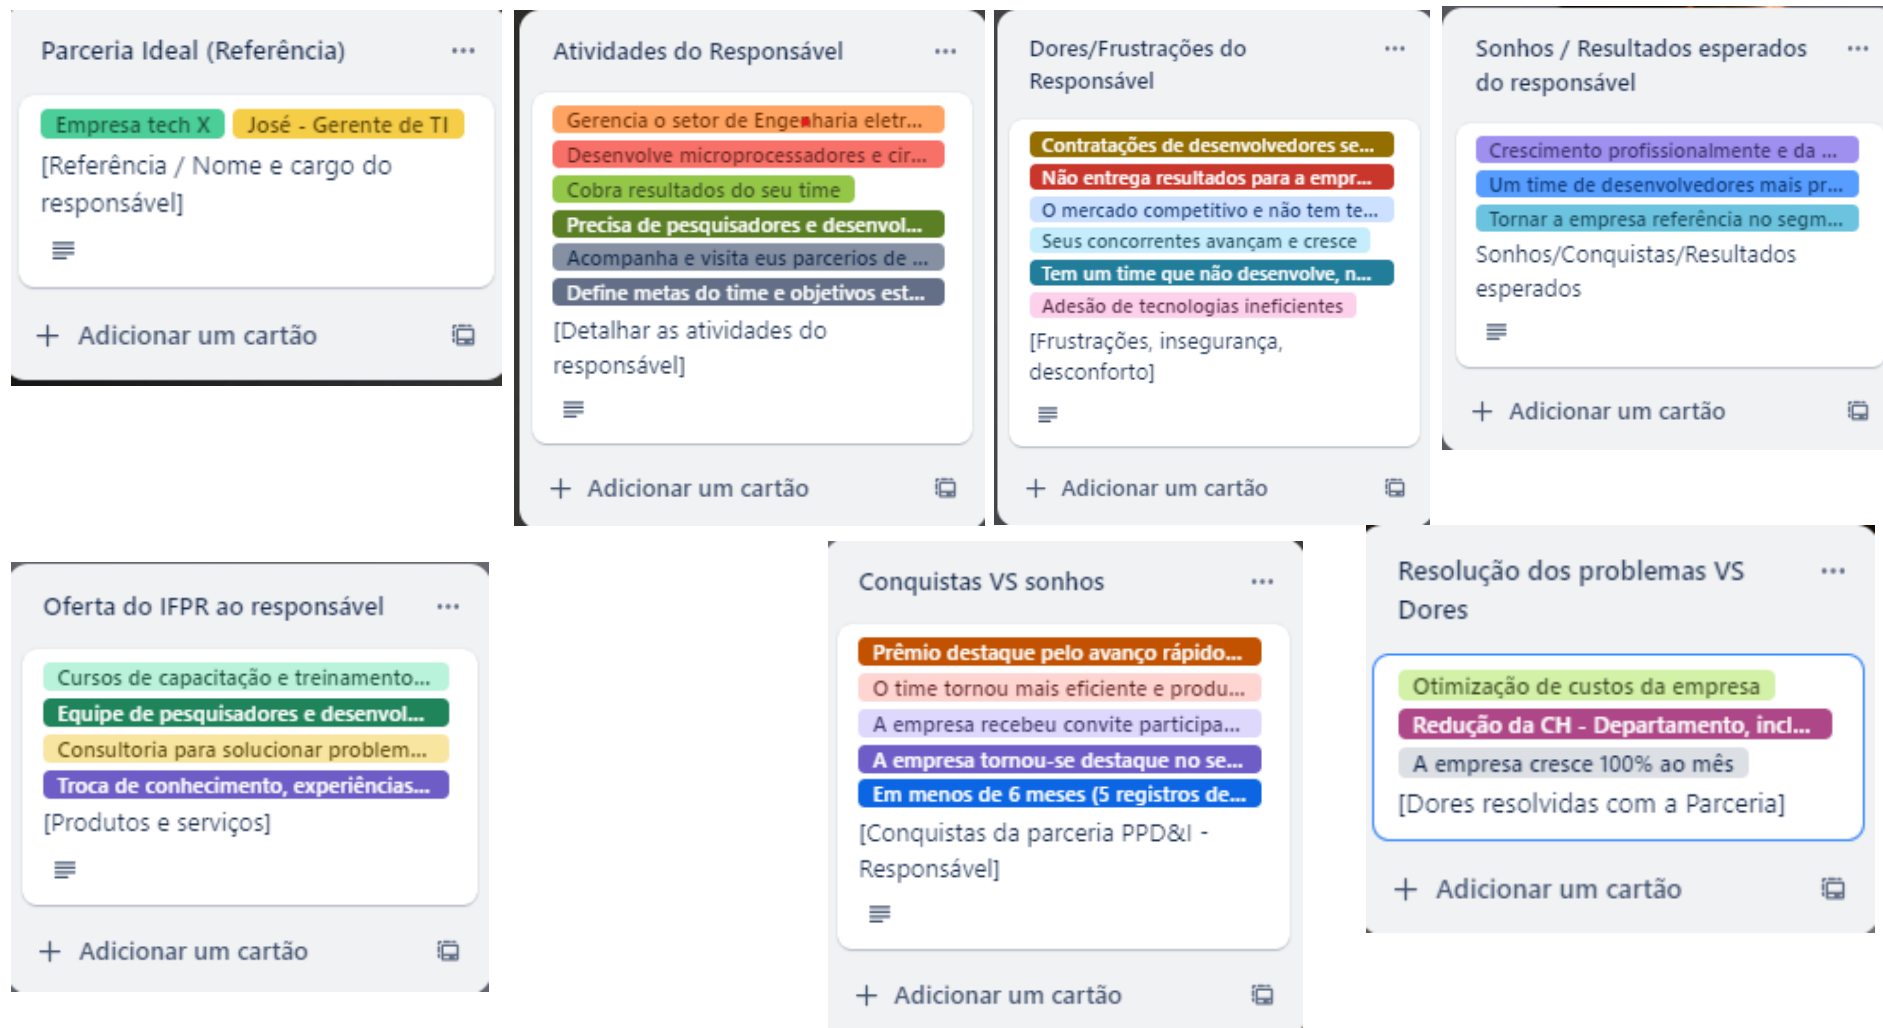 Parceria Ideal (Referência)
Empresa tech X
José - Gerente de TI
[Referência / Nome e cargo do
responsável]
Adicionar um cartão
Atividades do Responsável
Gerencia o setor de Engenharia eletr...
Desenvolve microprocessadores e cir...
Cobra resultados do seu time
Precisa de pesquisadores e desenvol...
Acompanha e visita eus parcerios de ...
Define metas do time e objetivos est...
[Detalhar as atividades do
responsável]
Adicionar um cartão
Dores/Frustrações do
Responsável
Contratações de desenvolvedores se...
Não entrega resultados para a empr...
O mercado competitivo e não tem te...
Seus concorrentes avançam e cresce
Tem um time que não desenvolve, n...
Adesão de tecnologias ineficientes
[Frustrações, insegurança,
desconforto]
Adicionar um cartão
Sonhos / Resultados esperados
do responsável
Crescimento profissionalmente e da ...
Um time de desenvolvedores mais pr...
Tornar a empresa referência no segm...
Sonhos/Conquistas/Resultados
esperados
Adicionar um cartão
Oferta do IFPR ao responsável
Cursos de capacitação e treinamento...
Equipe de pesquisadores e desenvol...
Consultoria para solucionar problem...
Troca de conhecimento, experiências...
[Produtos e serviços]
Adicionar um cartão
Conquistas VS sonhos
Prêmio destaque pelo avanço rápido...
O time tornou mais eficiente e produ...
A empresa recebeu convite participa...
A empresa tornou-se destaque no se...
Em menos de 6 meses (5 registros de...
[Conquistas da parceria PPD&I -
Responsável]
Adicionar um cartão
Resolução dos problemas VS
Dores
Otimização de custos da empresa
Redução da CH - Departamento, incl...
A empresa cresce 100% ao mês
[Dores resolvidas com a Parceria]
Adicionar um cartão